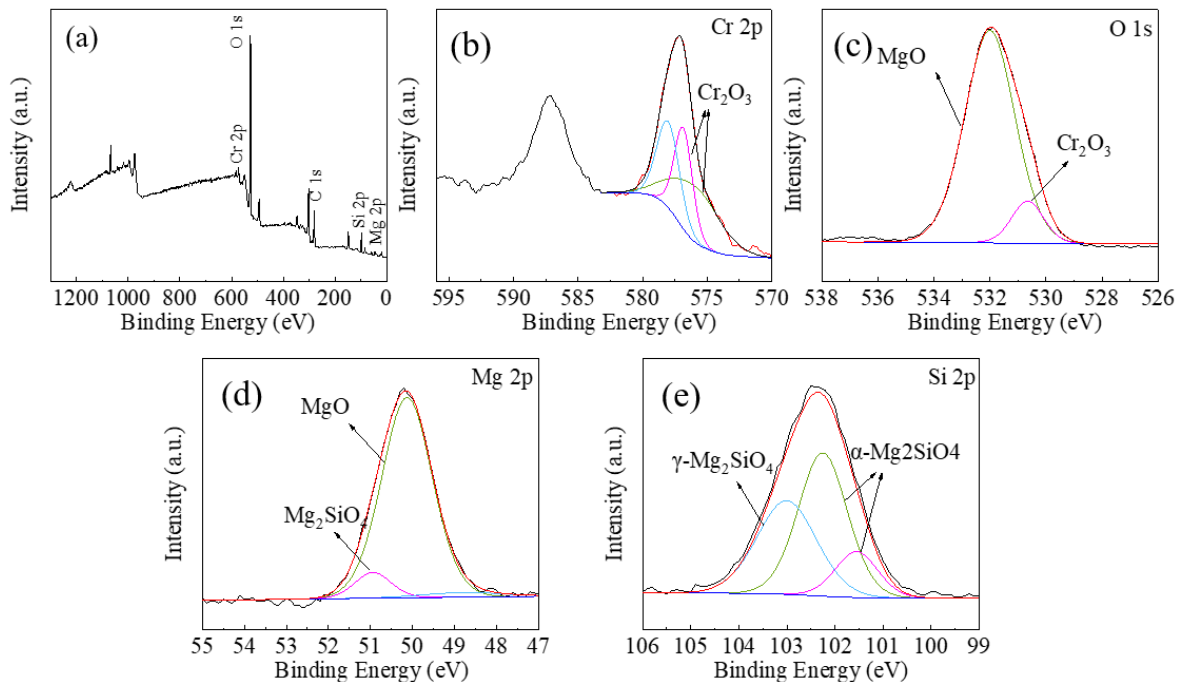 (a)
O 1s
Cr 2p
C 1s
Si 2p
Mg 2p
Intensity (a.u.)
1200 1000 800 600 400 200 0
Binding Energy (eV)
(b)
Cr 2p
Cr₂O₃
Intensity (a.u.)
595 590 585 580 575 570
Binding Energy (eV)
(c)
O 1s
MgO
Cr₂O₃
Intensity (a.u.)
538 536 534 532 530 528 526
Binding Energy (eV)
(d)
Mg 2p
MgO
Mg₂SiO₄
Intensity (a.u.)
55 54 53 52 51 50 49 48 47
Binding Energy (eV)
(e)
Si 2p
γ-Mg₂SiO₄
α-Mg2SiO4
Intensity (a.u.)
106 105 104 103 102 101 100 99
Binding Energy (eV)